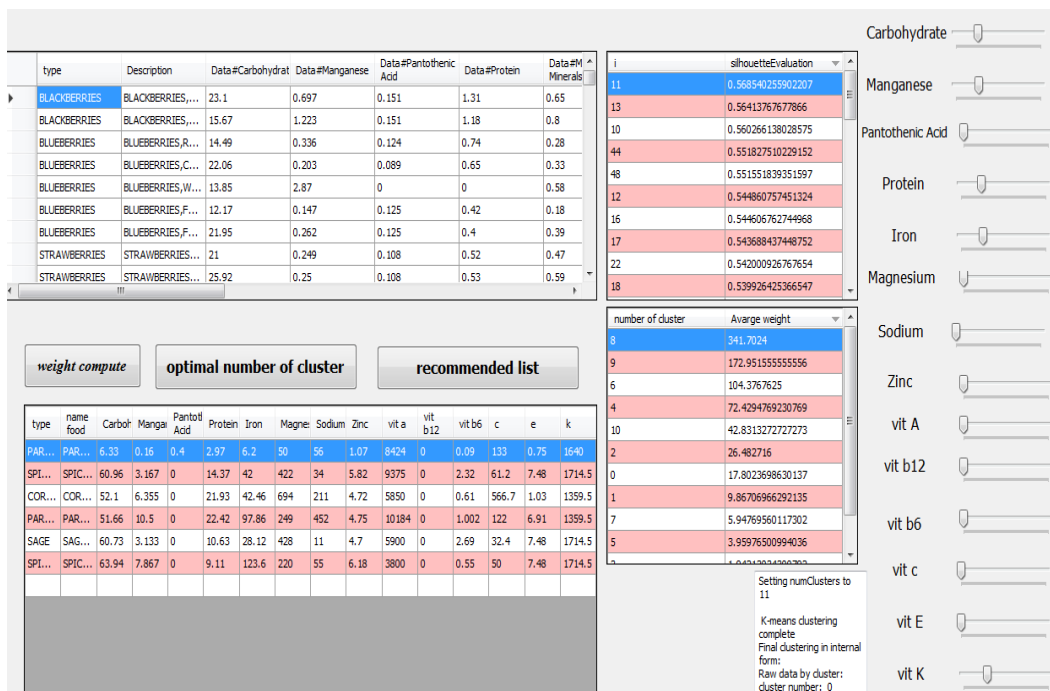 type Description Data#Carbohydrat Data#Manganese Data#Pantothenic Acid Data#Protein Data#M Minerals
BLACKBERRIES BLACKBERRIES,... 23.1 0.697 0.151 1.31 0.65
BLACKBERRIES BLACKBERRIES,... 15.67 1.223 0.151 1.18 0.8
BLUEBERRIES BLUEBERRIES,R... 14.49 0.336 0.124 0.74 0.28
BLUEBERRIES BLUEBERRIES,C... 22.06 0.203 0.089 0.65 0.33
BLUEBERRIES BLUEBERRIES,W... 13.85 2.87 0 0 0.58
BLUEBERRIES BLUEBERRIES,F... 12.17 0.147 0.125 0.42 0.18
BLUEBERRIES BLUEBERRIES,F... 21.95 0.262 0.125 0.4 0.39
STRAWBERRIES STRAWBERRIES... 21 0.249 0.108 0.52 0.47
STRAWBERRIES STRAWBERRIES... 25.92 0.25 0.108 0.53 0.59
i silhouetteEvaluation
11 0.568540255902207
13 0.56413767677866
10 0.560266138028575
44 0.551827510229152
48 0.551551839351597
12 0.544860757451324
16 0.544606762744968
17 0.543688437448752
22 0.542000926767654
18 0.539926425366547
Carbohydrate
Manganese
Pantothenic Acid
Protein
Iron
Magnesium
Sodium
Zinc
vit A
vit b12
vit b6
vit c
vit E
vit K
weight compute
optimal number of cluster
recommended list
number of cluster Avarge weight
8 341.7024
9 172.951555555556
6 104.3767625
4 72.4294769230769
10 42.8313272727273
2 26.482716
0 17.8023698630137
1 9.86706966292135
7 5.94769560117302
5 3.95976500994036
type name food Carboh Mangai Pantotl Acid Protein Iron Magne: Sodium Zinc vit a vit b12 vit b6 c e k
PAR... PAR... 6.33 0.16 0.4 2.97 6.2 50 56 1.07 8424 0 0.09 133 0.75 1640
SPI... SPIC... 60.96 3.167 0 14.37 42 422 34 5.82 9375 0 2.32 61.2 7.48 1714.5
COR... COR... 52.1 6.355 0 21.93 42.46 694 211 4.72 5850 0 0.61 566.7 1.03 1359.5
PAR... PAR... 51.66 10.5 0 22.42 97.86 249 452 4.75 10184 0 1.002 122 6.91 1359.5
SAGE SAG... 60.73 3.133 0 10.63 28.12 428 11 4.7 5900 0 2.69 32.4 7.48 1714.5
SPI... SPIC... 63.94 7.867 0 9.11 123.6 220 55 6.18 3800 0 0.55 50 7.48 1714.5
Setting numClusters to
11
K-means clustering
complete
Final clustering in internal
form:
Raw data by cluster:
cluster number: 0